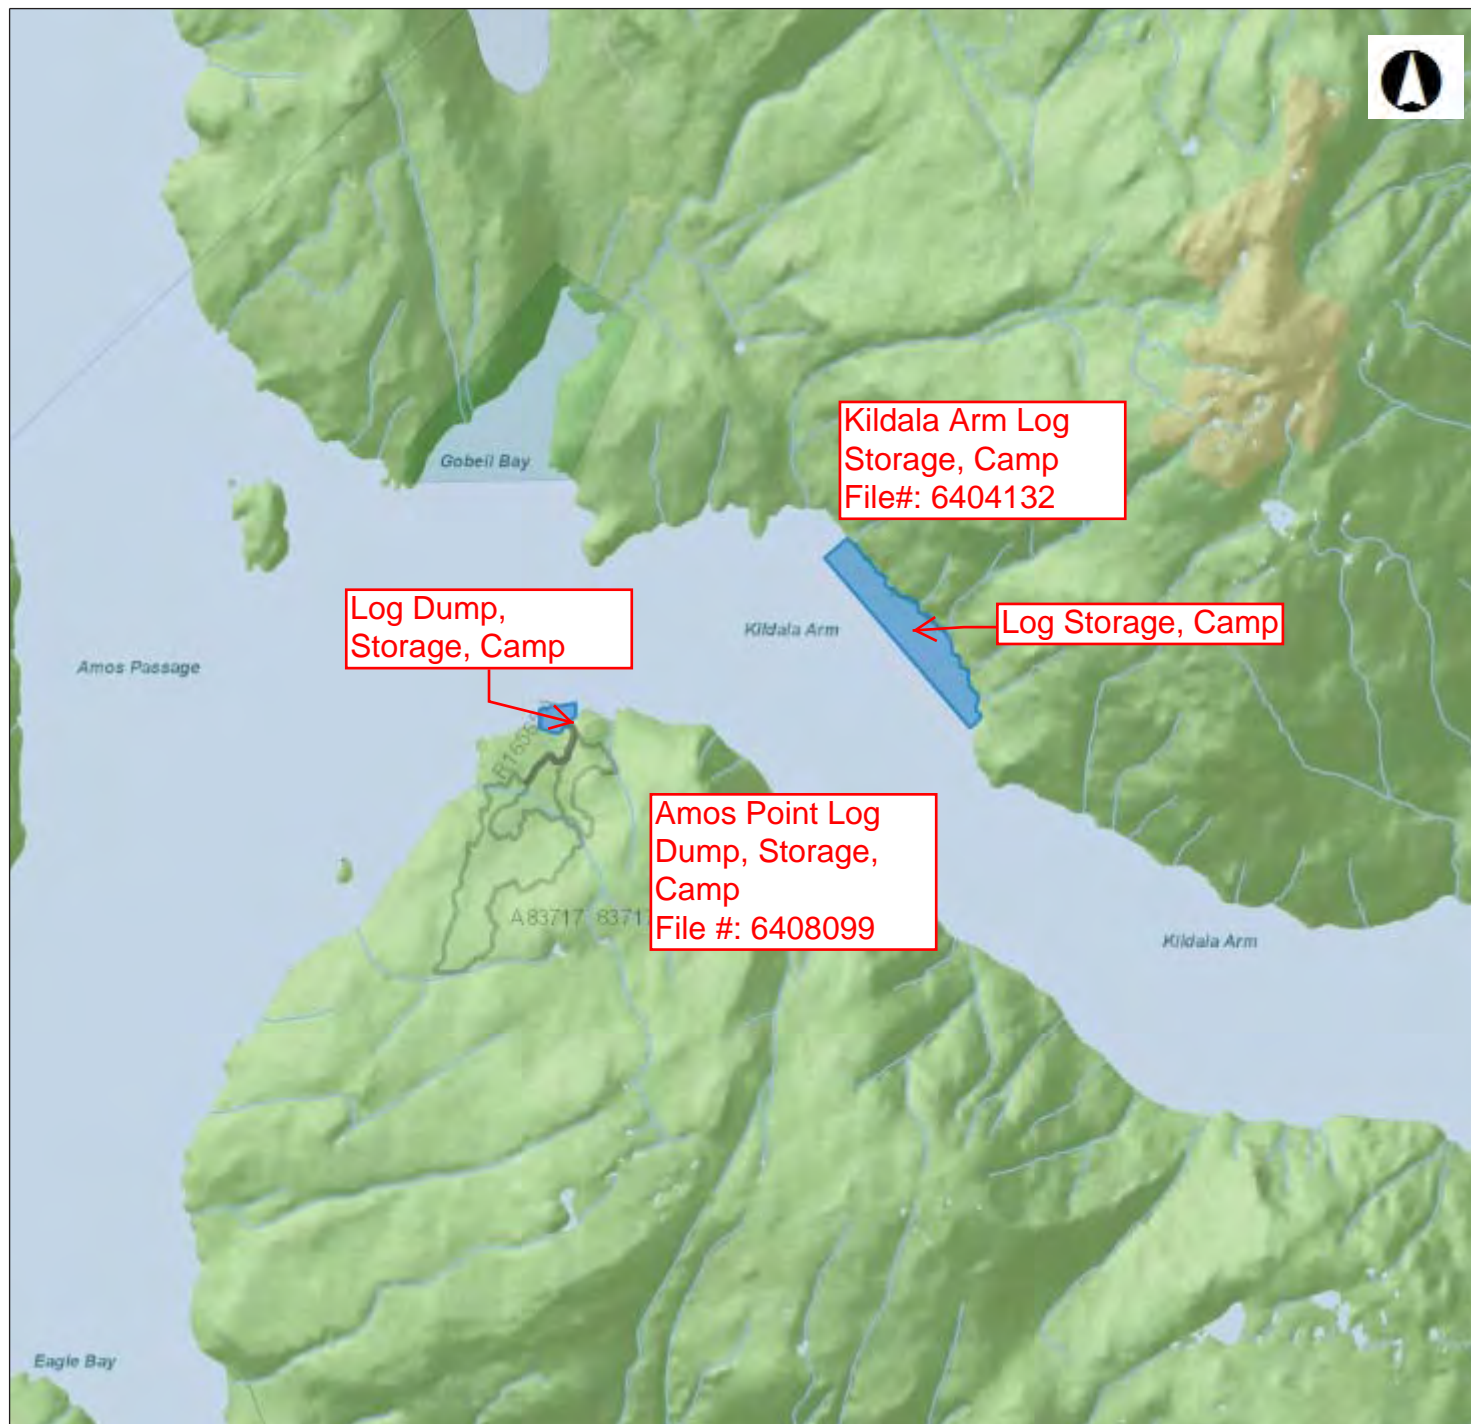 Kildala Arm Log
Storage, Camp
File#: 6404132
Gobeil Bay
Log Dump,
Storage, Camp
Kildala Arm
Log Storage, Camp
Amos Passage
Amos Point Log
Dump, Storage,
Camp
File #: 6408099
A83717
Kildala Arm
Eagle Bay